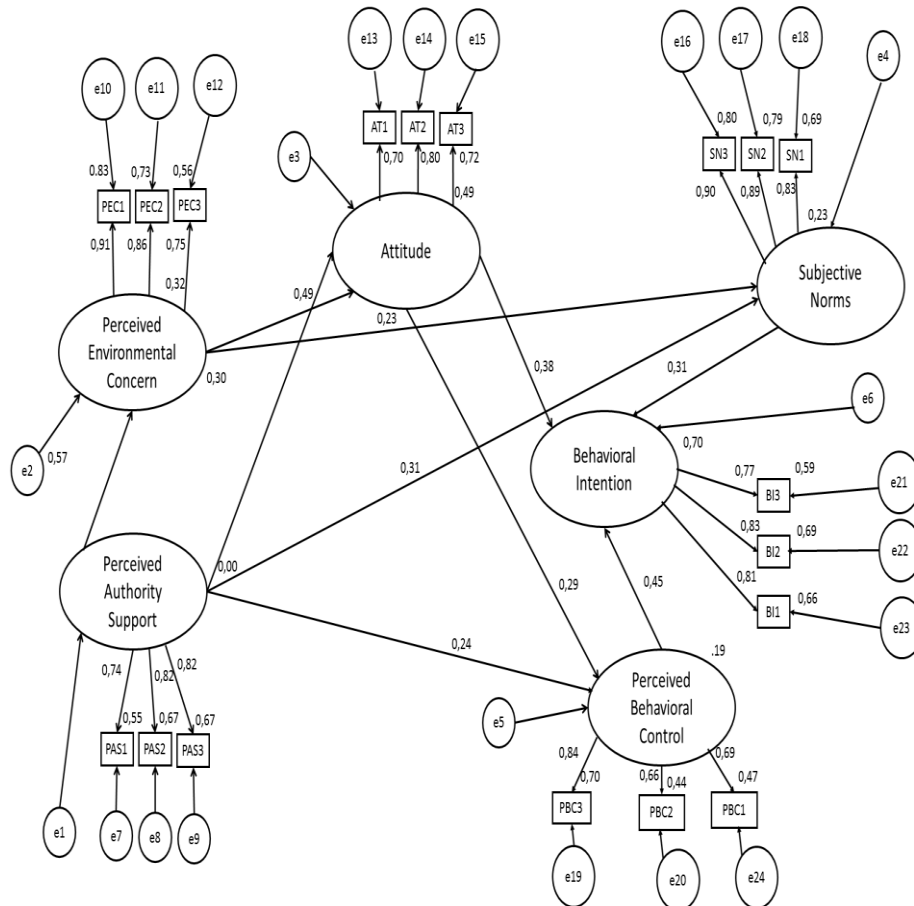 e13
e14
e15
e16
e17
e18
e4
e10
e11
e12
AT1
AT2
AT3
0,80
0,79
0,69
e3
0,70
0,80
0,72
SN3
SN2
SN1
0,83
0,73
0,56
0,49
0,90
0,89
0,83
PEC1
PEC2
PEC3
0,23
0,91
0,86
0,75
Attitude
Subjective
Norms
0,32
0,49
0,23
Perceived
Environmental
Concern
0,30
0,38
0,31
e6
e2
0,57
0,70
Behavioral
Intention
0,31
0,77
0,59
e21
BI3
0,83
0,69
BI2
e22
0,81
0,66
BI1
e23
Perceived
Authority
Support
0,00
0,29
0,45
0,24
.19
0,74
0,82
0,82
Perceived
Behavioral
Control
e5
0,55
0,67
0,67
PAS1
PAS2
PAS3
0,84
0,70
0,66
0,44
0,69
0,47
PBC3
PBC2
PBC1
e1
e7
e8
e9
e19
e20
e24